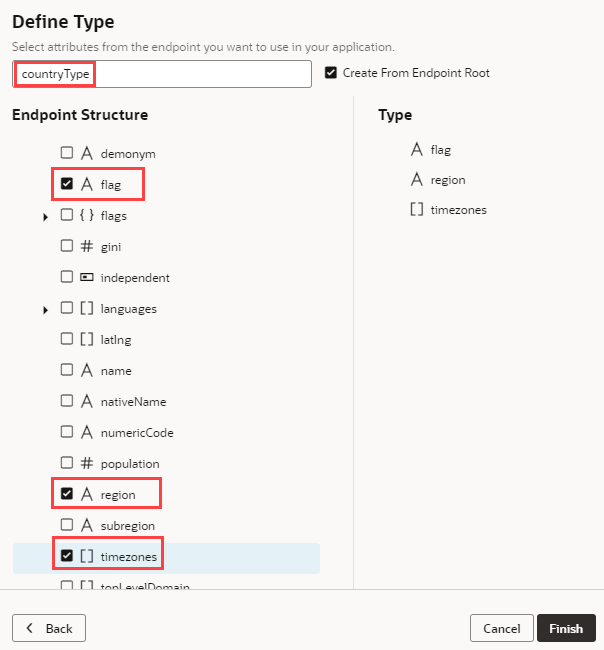 Define Type
Select attributes from the endpoint you want to use in your application.
countryType
Create From Endpoint Root
Endpoint Structure
Type
demonym
flag
flags
gini
independent
languages
latlng
name
nativeName
numericCode
population
region
subregion
timezones
topLevelDomain
flag
region
timezones
Back
Cancel
Finish